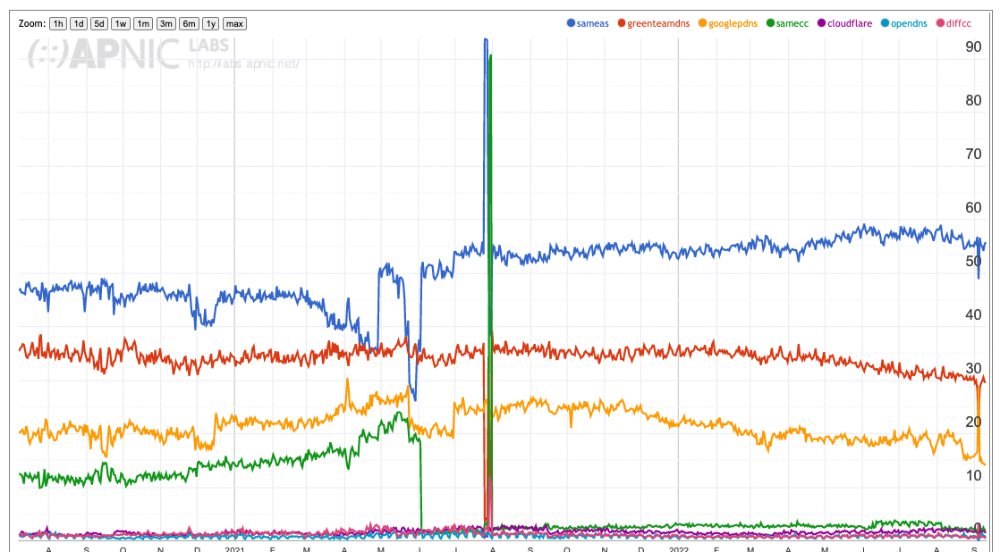 Zoom: 1h 1d 5d 1w 1m 3m 6m 1y max
sameas greenteamdns googlepdns samecc cloudflare opendns diffcc
(::)APNIC LABS
http://labs.apnic.net/
90
80
70
60
50
40
30
20
10
0
A S O N D 2021 F M A M J J A S O N D 2022 F M A M J J A S